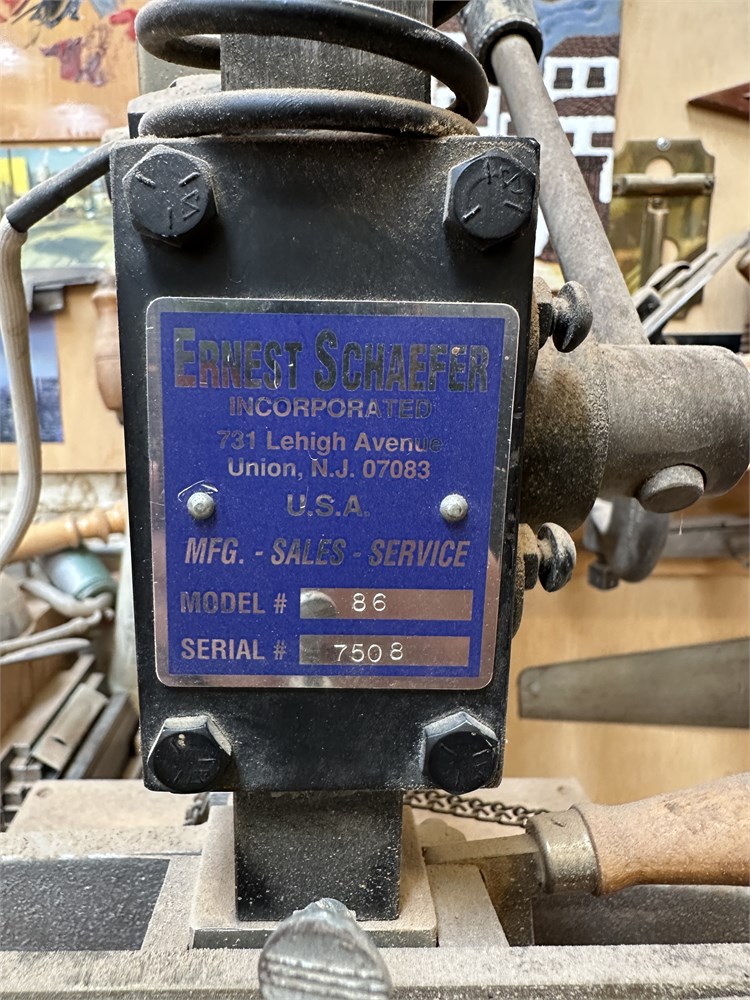 ERNEST SCHAEFER
INCORPORATED
731 Lehigh Avenue
Union, N.J. 07083
U.S.A.
MFG. - SALES - SERVICE
MODEL # 86
SERIAL # 7508